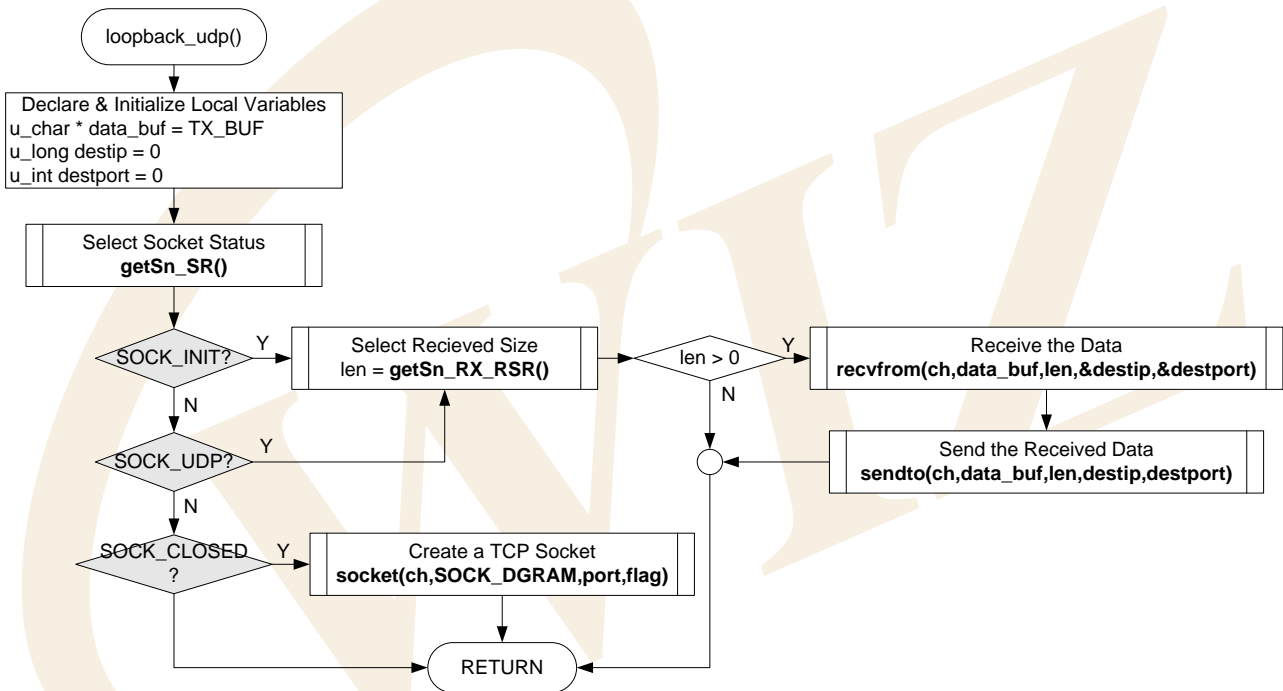 loopback_udp()
Declare & Initialize Local Variables
u_char * data_buf = TX_BUF
u_long destip = 0
u_int destport = 0
Select Socket Status
getSn_SR()
SOCK_INIT?
Y
Select Recieved Size
len = getSn_RX_RSR()
len > 0
Y
Receive the Data
recvfrom(ch,data_buf,len,&destip,&destport)
N
N
SOCK_UDP?
Y
Send the Received Data
sendto(ch,data_buf,len,destip,destport)
N
SOCK_CLOSED
?
Y
Create a TCP Socket
socket(ch,SOCK_DGRAM,port,flag)
RETURN
WIZ